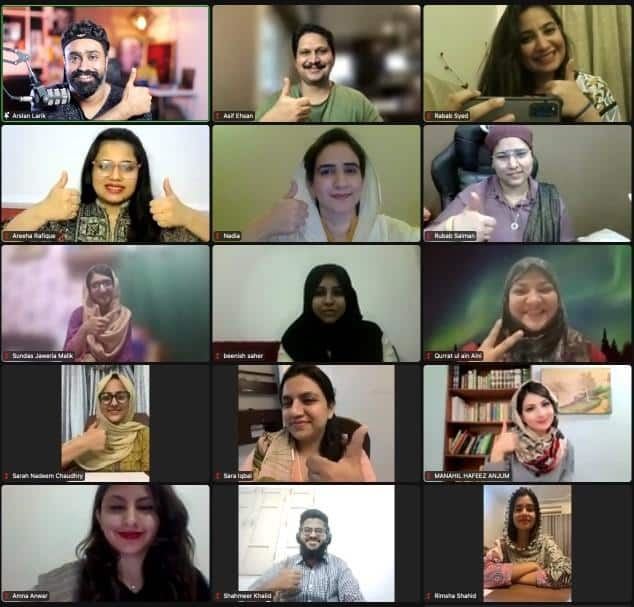 Arslan Larik
Asif Ehsan
Rabab Syed
Areeha Rafique
Nadia
Rubab Salman
Sundas Jaweria Malik
beenish saher
Qurrat ul ain Aini
Sarah Nadeem Chaudhry
Sara Iqbal
MANAHIL HAFEEZ ANJUM
Amna Anwar
Shahmeer Khalid
Rimsha Shahid